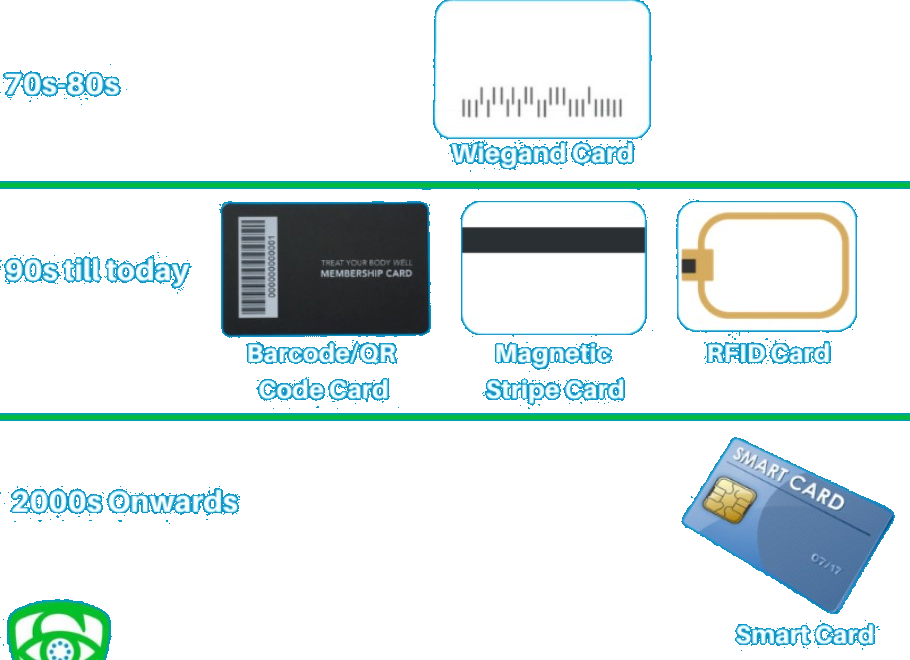 70s-80s
Wiegand Card
90s till today
000000000001
TREAT YOUR BODY WELL
MEMBERSHIP CARD
Barcode/QR
Code Card
Magnetic
Stripe Card
RFID Card
2000s Onwards
SMART CARD
07/17
Smart Card